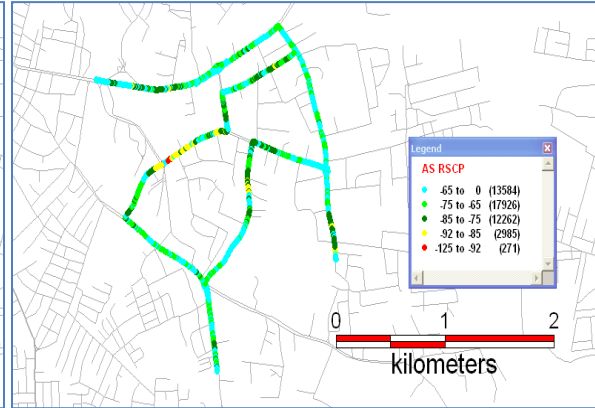 Legend
AS RSCP
-65 to 0 (13584)
-75 to -65 (17926)
-85 to -75 (12262)
-92 to -85 (2985)
-125 to -92 (271)
0 1 2
kilometers